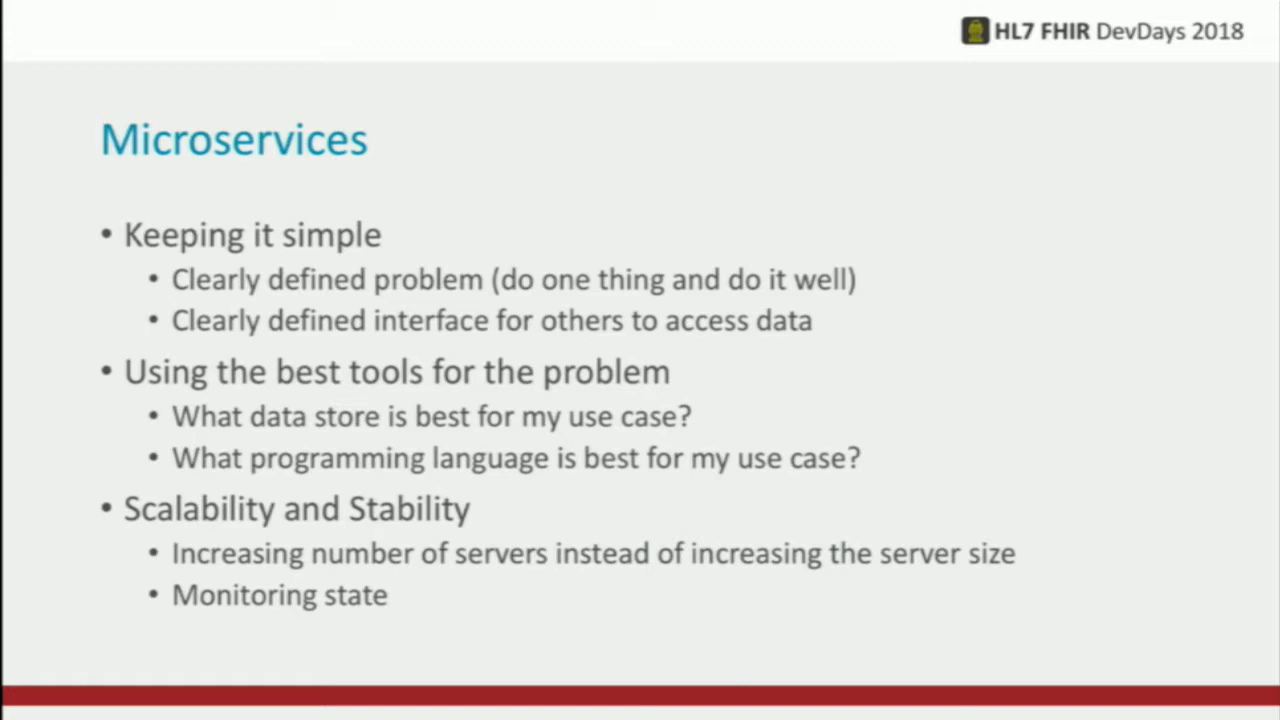 HL7 FHIR DevDays 2018
Microservices
• Keeping it simple
• Clearly defined problem (do one thing and do it well)
• Clearly defined interface for others to access data
• Using the best tools for the problem
• What data store is best for my use case?
• What programming language is best for my use case?
• Scalability and Stability
• Increasing number of servers instead of increasing the server size
• Monitoring state